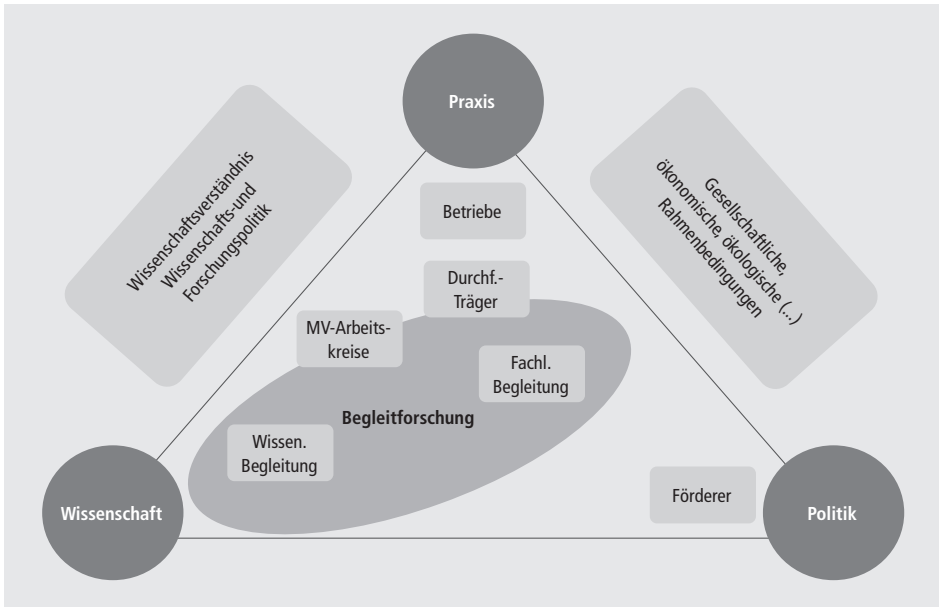 Praxis
Wissenschaftsverständnis
Wissenschafts-und
Forschungspolitik
Gesellschaftliche,
ökonomische, ökologische (...)
Rahmenbedingungen
Betriebe
Durchf.-
Träger
MV-Arbeits-
kreise
Fachl.
Begleitung
Begleitforschung
Wissen.
Begleitung
Wissenschaft
Förderer
Politik